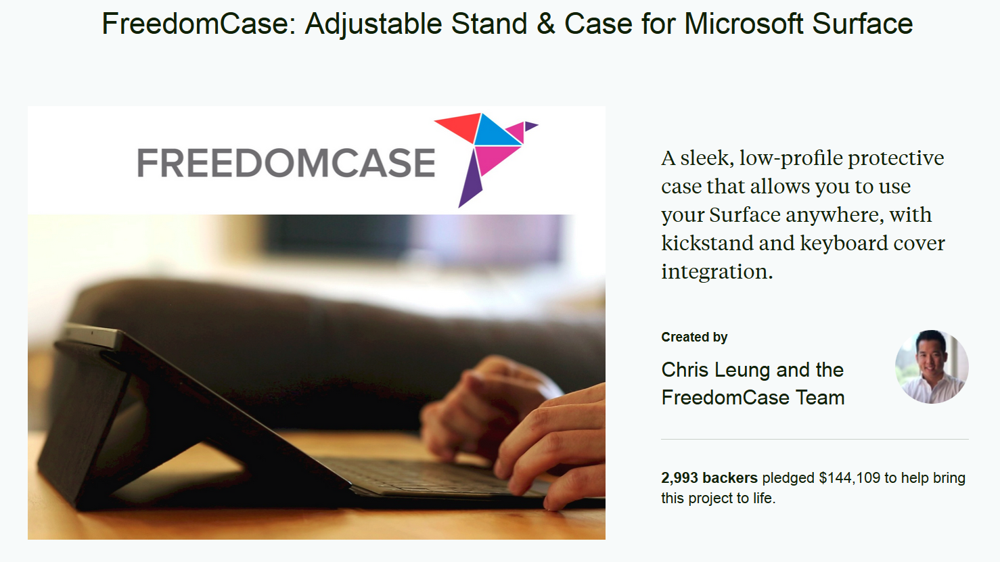 FreedomCase: Adjustable Stand & Case for Microsoft Surface
FREEDOMCASE
A sleek, low-profile protective
case that allows you to use
your Surface anywhere, with
kickstand and keyboard cover
integration.
Created by
Chris Leung and the
FreedomCase Team
2,993 backers pledged $144,109 to help bring
this project to life.